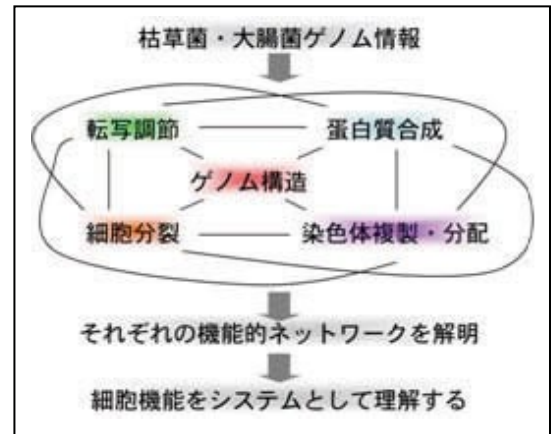 枯草菌・大腸菌ゲノム情報
転写調節 蛋白質合成
ゲノム構造
細胞分裂 染色体複製・分配
それぞれの機能的ネットワークを解明
細胞機能をシステムとして理解する